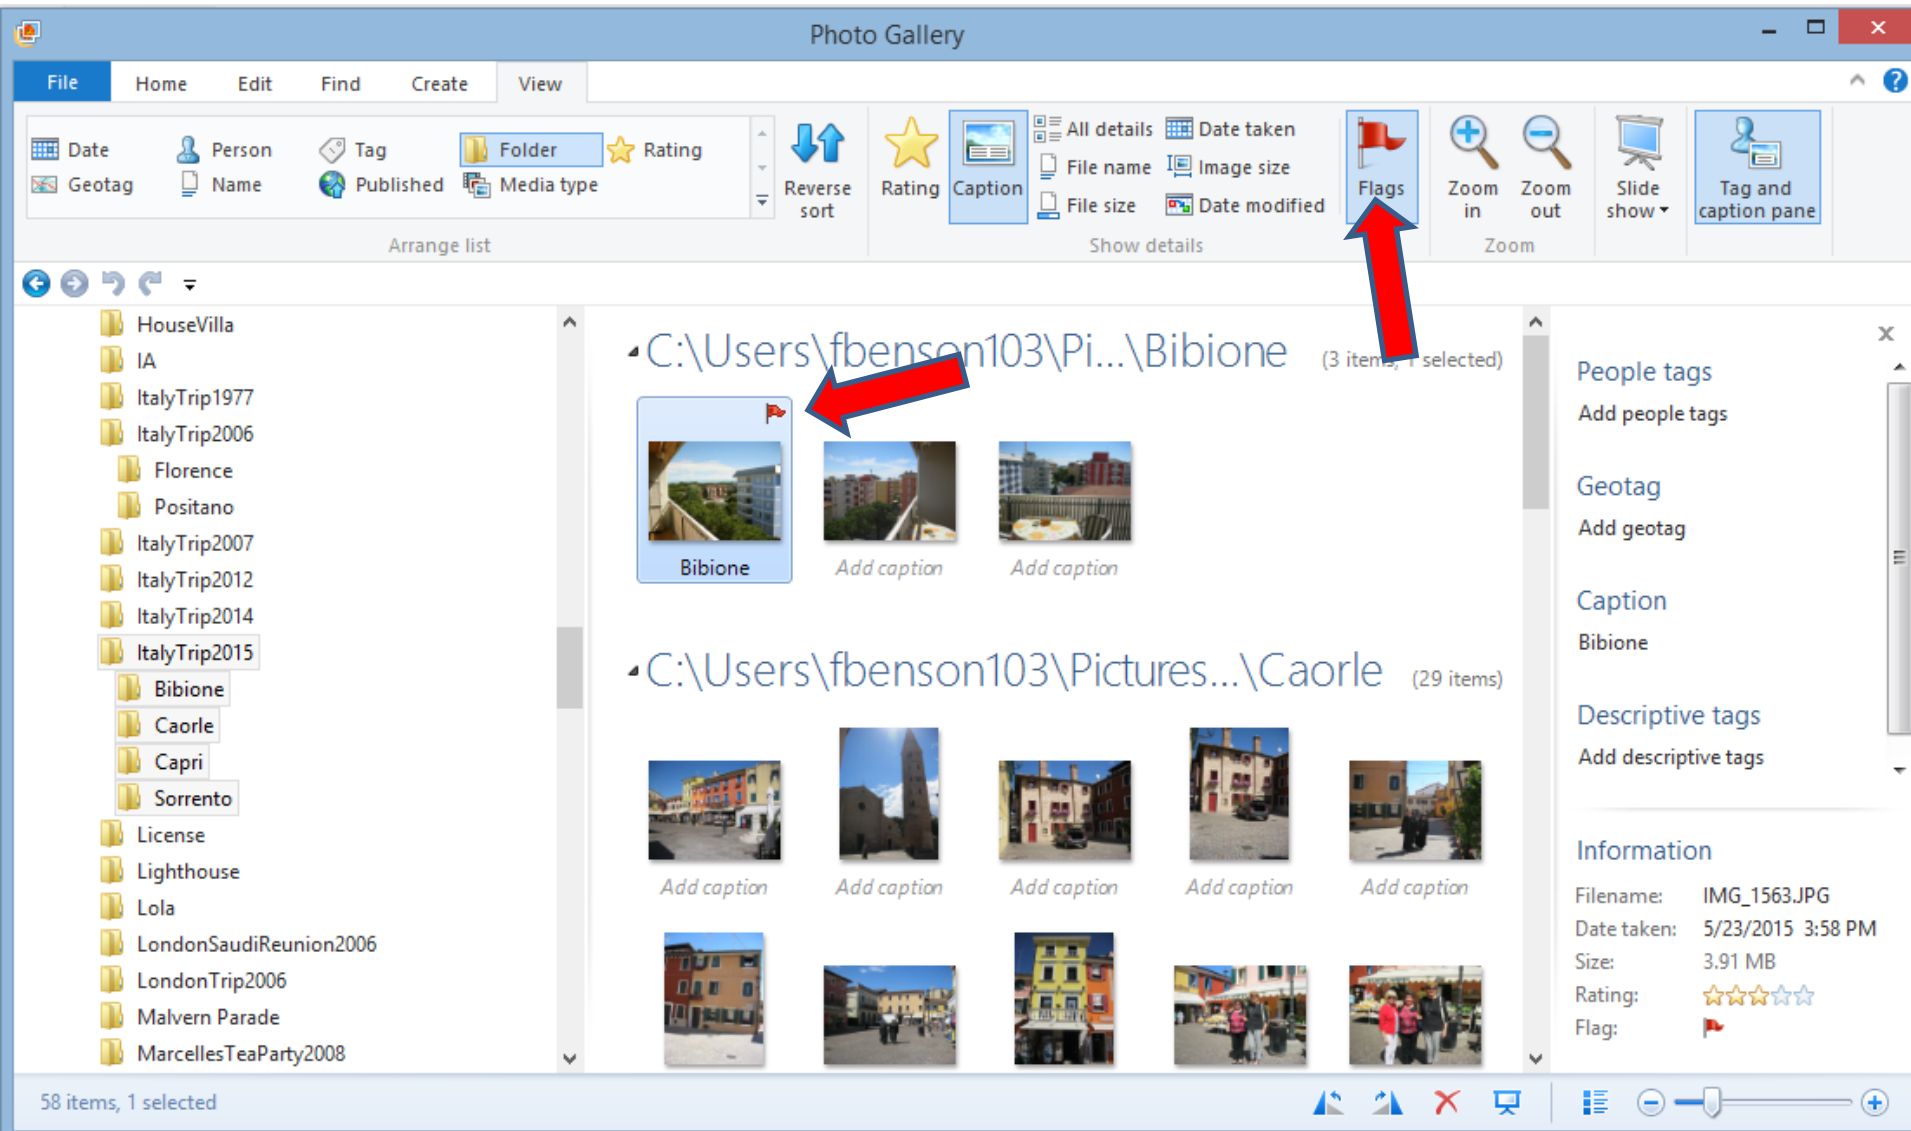 Photo Gallery
File Home Edit Find Create View
Date Person Tag Folder Rating
Geotag Name Published Media type
Arrange list
Reverse
sort
Rating Caption
All details Date taken
File name Image size
File size Date modified
Show details
Flags
Zoom
in
Zoom
out
Zoom
Slide
show
Tag and
caption pane
HouseVilla
IA
ItalyTrip1977
ItalyTrip2006
Florence
Positano
ItalyTrip2007
ItalyTrip2012
ItalyTrip2014
ItalyTrip2015
Bibione
Caorle
Capri
Sorrento
License
Lighthouse
Lola
LondonSaudiReunion2006
LondonTrip2006
Malvern Parade
MarcellesTeaParty2008
C:\Users\fbenson103\Pi...\Bibione (3 items, 1 selected)
Bibione Add caption Add caption
C:\Users\fbenson103\Pictures...\Caorle (29 items)
Add caption Add caption Add caption Add caption Add caption
People tags
Add people tags
Geotag
Add geotag
Caption
Bibione
Descriptive tags
Add descriptive tags
Information
Filename: IMG_1563.JPG
Date taken: 5/23/2015 3:58 PM
Size: 3.91 MB
Rating:
Flag:
58 items, 1 selected